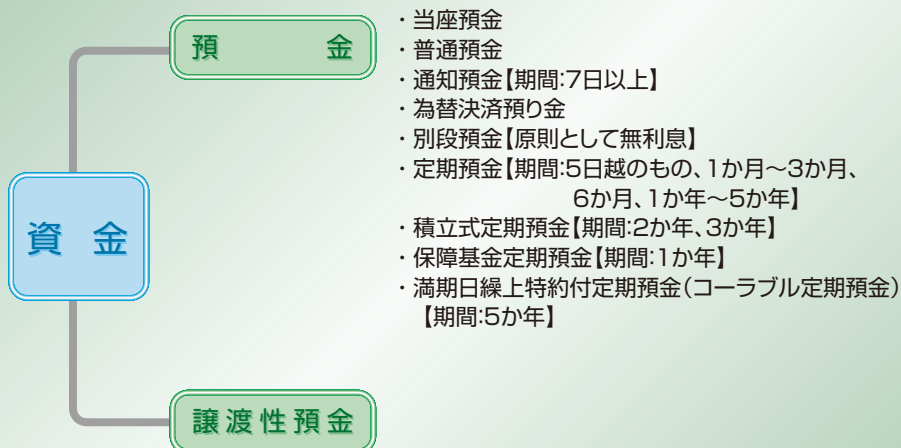 預金
・当座預金
・普通預金
・通知預金【期間:7日以上】
・為替決済預り金
・別段預金【原則として無利息】
・定期預金【期間:5日越のもの、1か月～3か月、
6か月、1か年～5か年】
・積立式定期預金【期間:2か年、3か年】
・保障基金定期預金【期間:1か年】
・満期日繰上特約付定期預金（コーラブル定期預金）
【期間:5か年】
資金
譲渡性預金